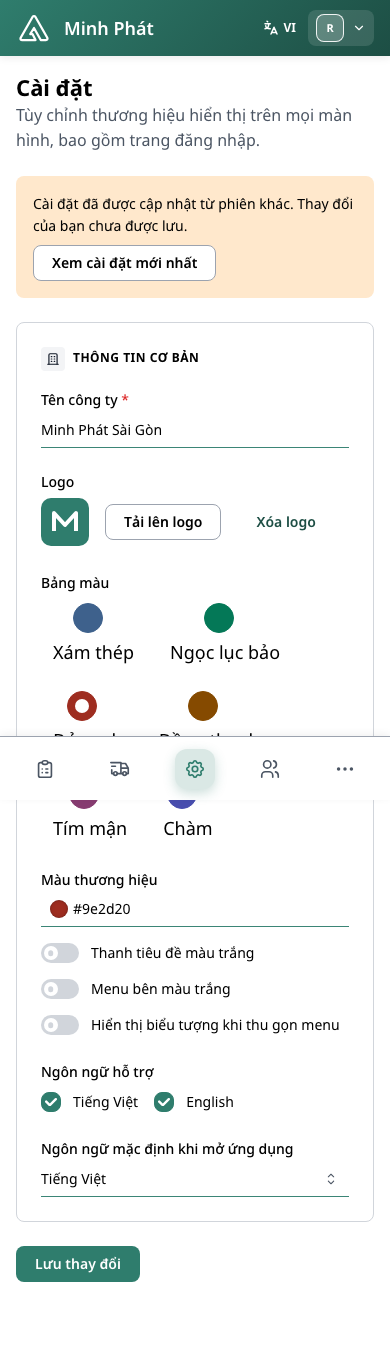 Minh Phát
VI
R
Cài đặt
Tùy chỉnh thương hiệu hiển thị trên mọi màn
hình, bao gồm trang đăng nhập.
Cài đặt đã được cập nhật từ phiên khác. Thay đổi
của bạn chưa được lưu.
Xem cài đặt mới nhất
THÔNG TIN CƠ BẢN
Tên công ty *
Minh Phát Sài Gòn
Logo
Tải lên logo
Xóa logo
Bảng màu
Xám thép
Ngọc lục bảo
Tím mận
Chàm
Màu thương hiệu
#9e2d20
Thanh tiêu đề màu trắng
Menu bên màu trắng
Hiển thị biểu tượng khi thu gọn menu
Ngôn ngữ hỗ trợ
Tiếng Việt
English
Ngôn ngữ mặc định khi mở ứng dụng
Tiếng Việt
Lưu thay đổi